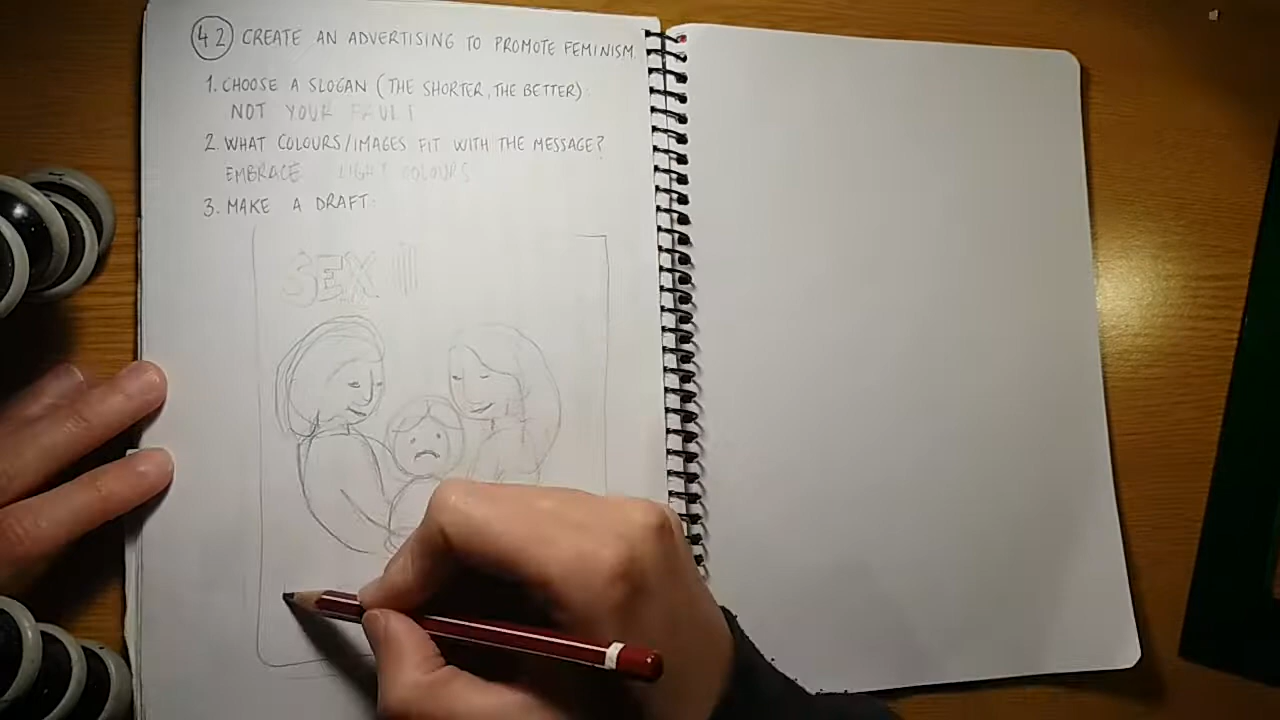 42 CREATE AN ADVERTISING TO PROMOTE FEMINISM.
1. CHOOSE A SLOGAN (THE SHORTER, THE BETTER):
NOT YOUR FAULT
2. WHAT COLOURS/IMAGES FIT WITH THE MESSAGE?
EMBRACE LIGHT COLOURS
3. MAKE A DRAFT:
SEX